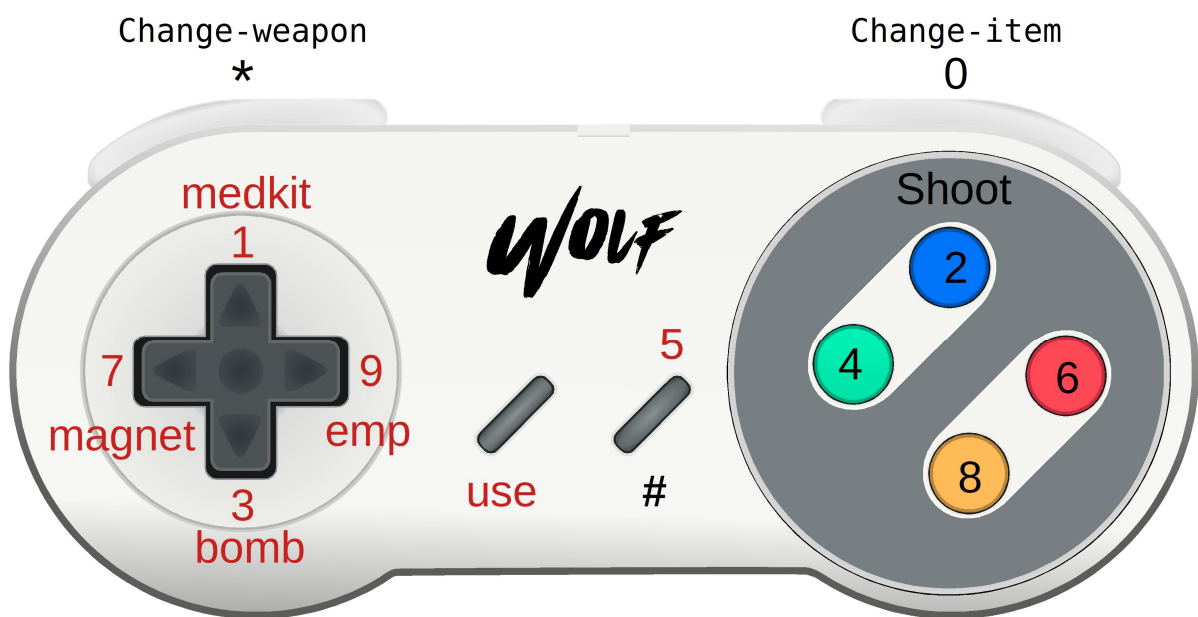 Change-weapon
*
Change-item
0
medkit
1
7
9
magnet
emp
3
bomb
WOLF
5
use
#
Shoot
2
4
6
8